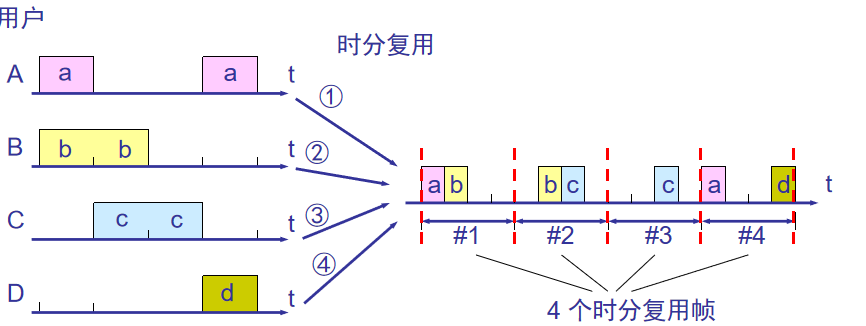 用户
时分复用
A a a t
①
B b b t
②
a b b c c a d t
C c c t
③
#1 #2 #3 #4
④
D d t
4 个时分复用帧